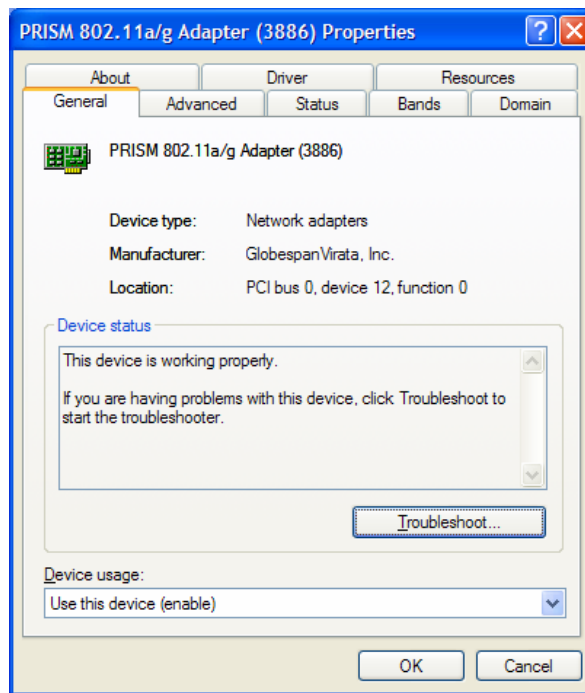 PRISM 802.11a/g Adapter (3886) Properties
About Driver Resources
General Advanced Status Bands Domain
PRISM 802.11a/g Adapter (3886)
Device type: Network adapters
Manufacturer: GlobespanVirata, Inc.
Location: PCI bus 0, device 12, function 0
Device status
This device is working properly.
If you are having problems with this device, click Troubleshoot to
start the troubleshooter.
Troubleshoot...
Device usage:
Use this device (enable)
OK Cancel